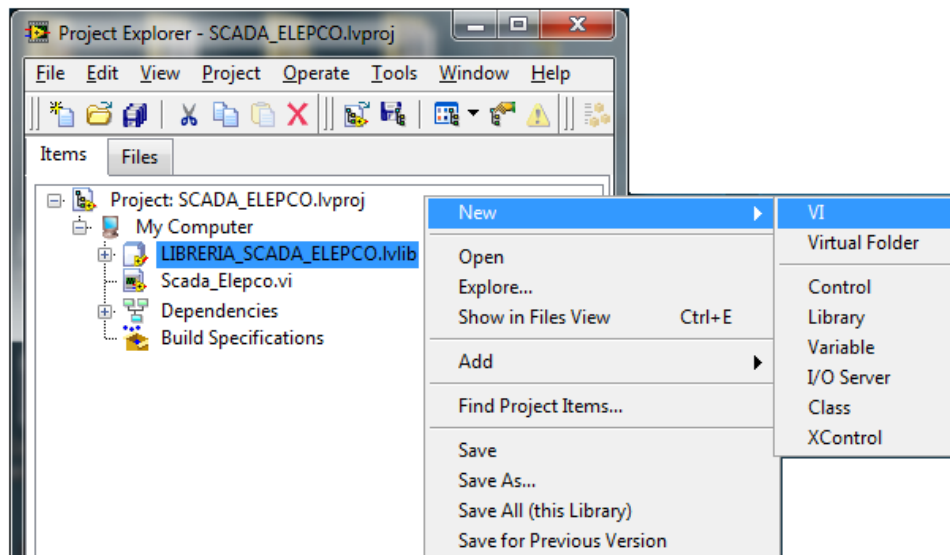 Project Explorer - SCADA_ELEPCO.lvproj
File Edit View Project Operate Tools Window Help
Items Files
Project: SCADA_ELEPCO.lvproj
My Computer
LIBRERIA_SCADA_ELEPCO.lvlib
Scada_Elepco.vi
Dependencies
Build Specifications
New
Open
Explore...
Show in Files View Ctrl+E
Add
Find Project Items...
Save
Save As...
Save All (this Library)
Save for Previous Version
VI
Virtual Folder
Control
Library
Variable
I/O Server
Class
XControl